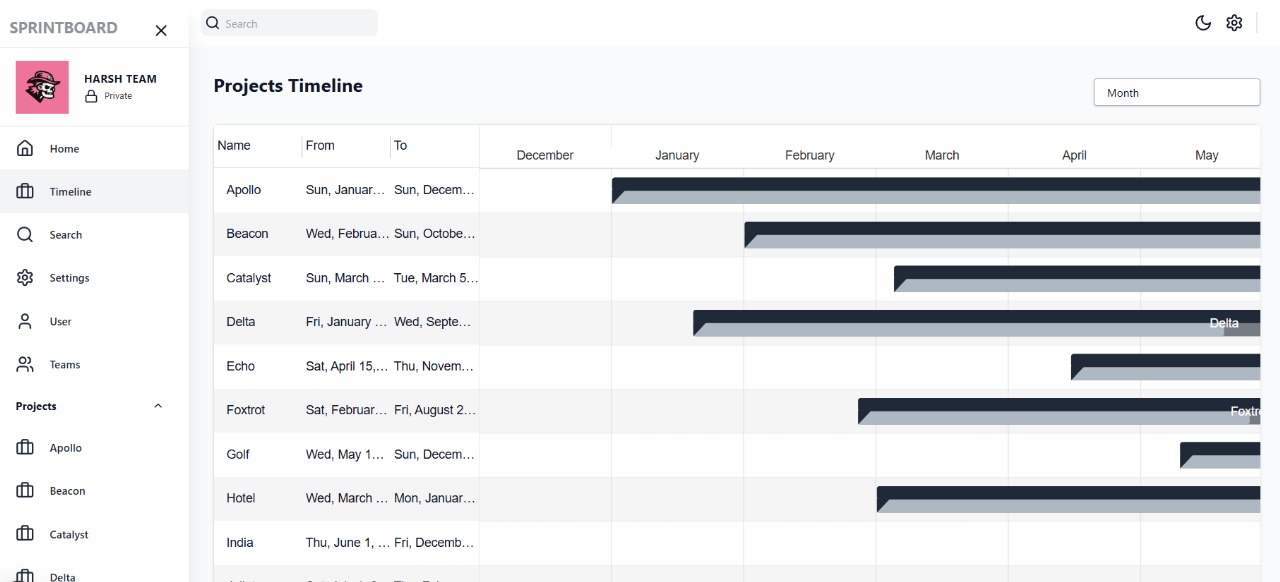 SPRINTBOARD
Search
HARSH TEAM
Private
Home
Timeline
Search
Settings
User
Teams
Projects
Apollo
Beacon
Catalyst
Delta
Projects Timeline
Month
Name From To
December January February March April May
Apollo Sun, Januar... Sun, Decem...
Beacon Wed, Februa... Sun, Octobe...
Catalyst Sun, March ... Tue, March 5...
Delta Fri, January ... Wed, Septe... Delta
Echo Sat, April 15,... Thu, Novem...
Foxtrot Sat, Februar... Fri, August 2... Foxtr
Golf Wed, May 1... Sun, Decem...
Hotel Wed, March ... Mon, Januar...
India Thu, June 1, ... Fri, Decemb...